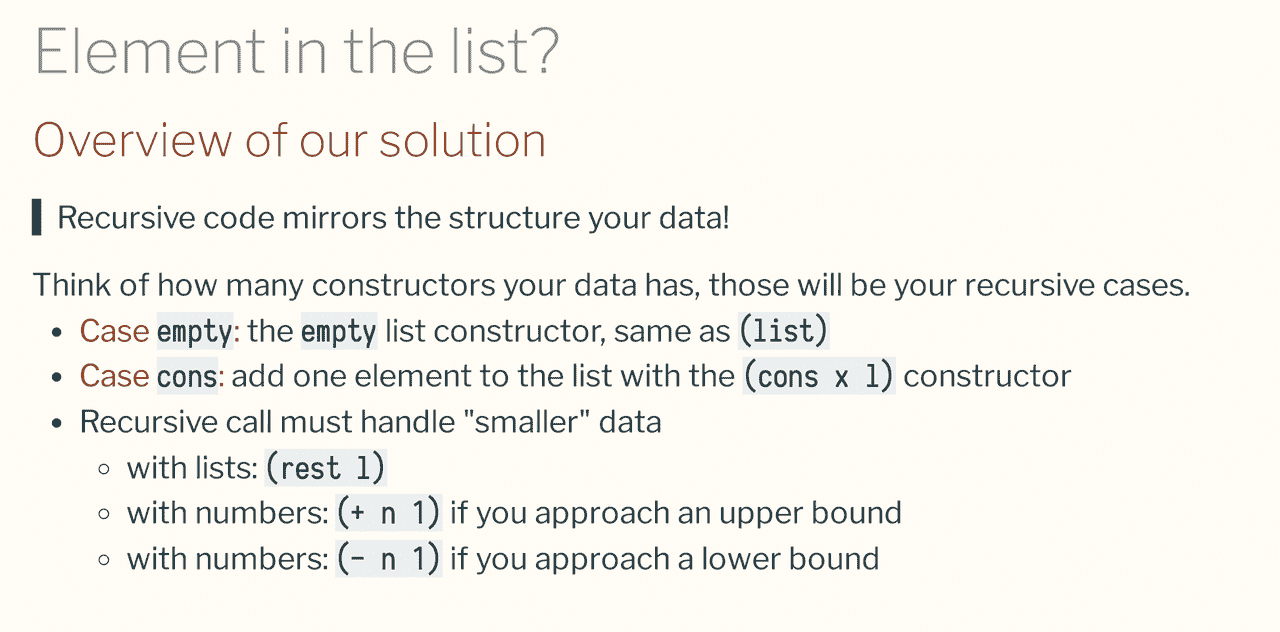 Element in the list?
Overview of our solution
Recursive code mirrors the structure your data!
Think of how many constructors your data has, those will be your recursive cases.
• Case empty: the empty list constructor, same as (list)
• Case cons: add one element to the list with the (cons x l) constructor
• Recursive call must handle "smaller" data
○ with lists: (rest l)
○ with numbers: (+ n 1) if you approach an upper bound
○ with numbers: (- n 1) if you approach a lower bound